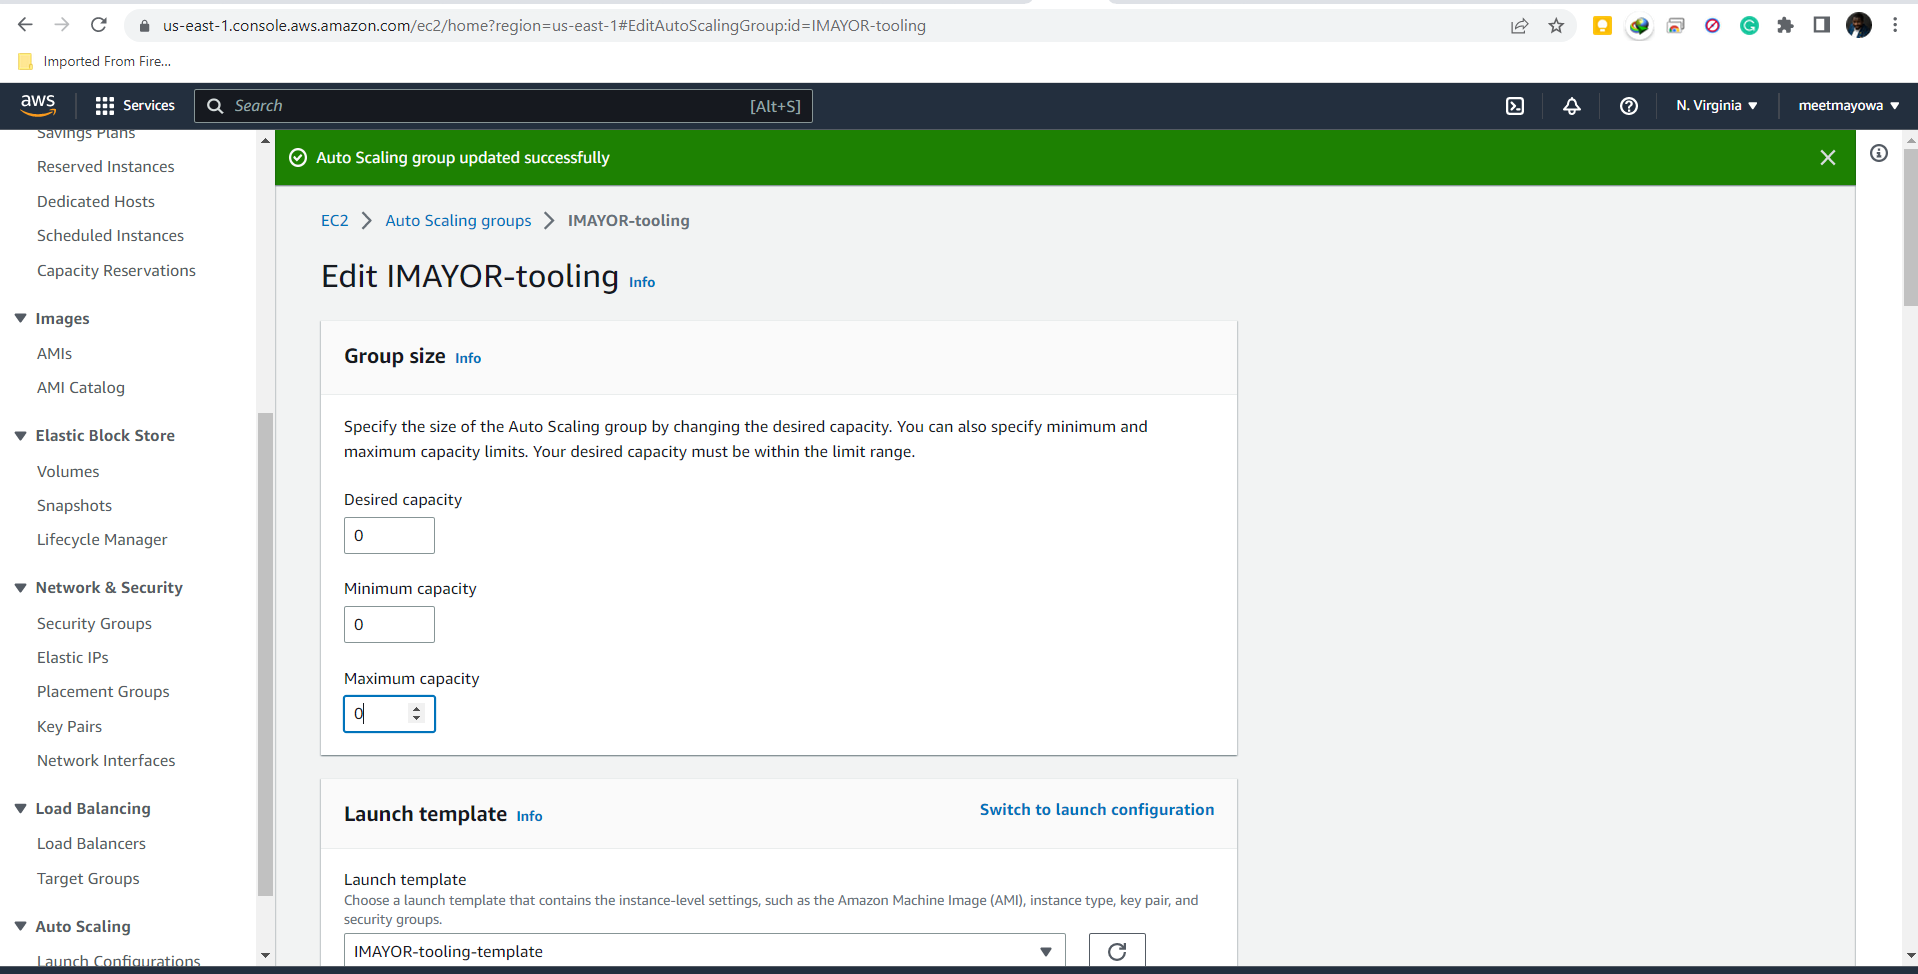 us-east-1.console.aws.amazon.com/ec2/home?region=us-east-1#EditAutoScalingGroup:id=IMAYOR-tooling
Imported From Fire...
aws
Services
Search
[Alt+S]
N. Virginia
meetmayowa
Savings Plans
Reserved Instances
Dedicated Hosts
Scheduled Instances
Capacity Reservations
Images
AMIs
AMI Catalog
Elastic Block Store
Volumes
Snapshots
Lifecycle Manager
Network & Security
Security Groups
Elastic IPs
Placement Groups
Key Pairs
Network Interfaces
Load Balancing
Load Balancers
Target Groups
Auto Scaling
Launch Configurations
Auto Scaling group updated successfully
EC2
Auto Scaling groups
IMAYOR-tooling
Edit IMAYOR-tooling Info
Group size Info
Specify the size of the Auto Scaling group by changing the desired capacity. You can also specify minimum and
maximum capacity limits. Your desired capacity must be within the limit range.
Desired capacity
0
Minimum capacity
0
Maximum capacity
0
Launch template Info
Switch to launch configuration
Launch template
Choose a launch template that contains the instance-level settings, such as the Amazon Machine Image (AMI), instance type, key pair, and
security groups.
IMAYOR-tooling-template